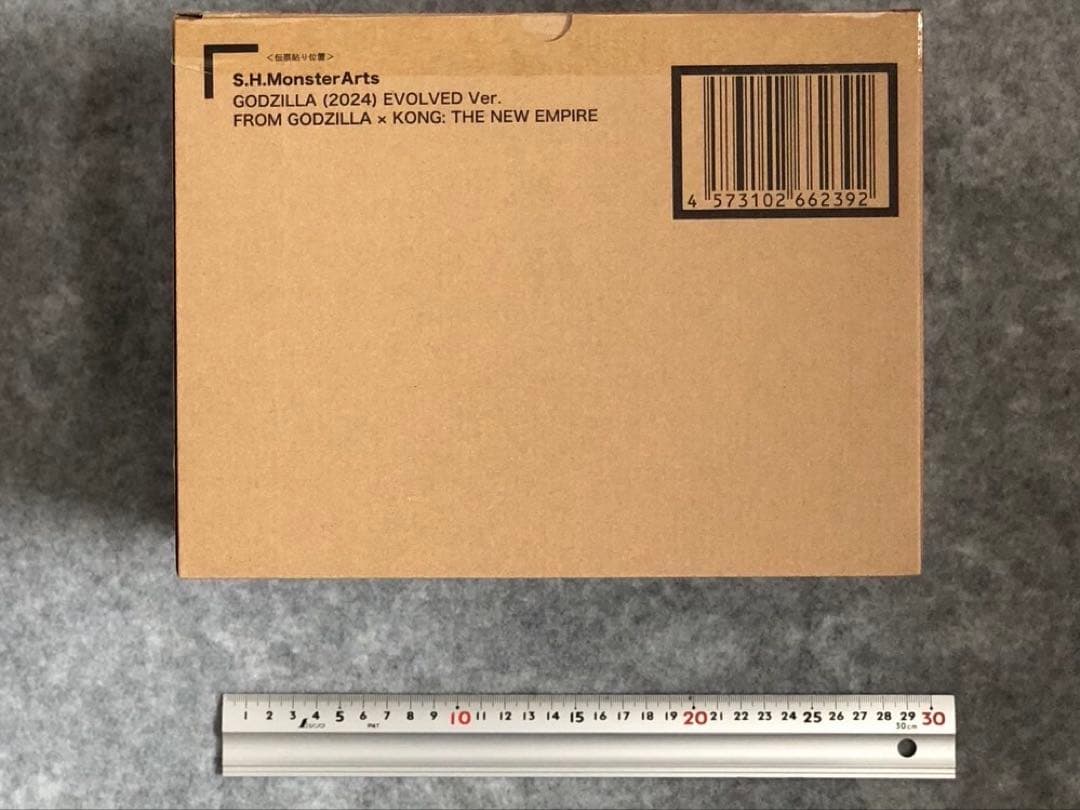 <伝票貼り位置>
S.H.MonsterArts
GODZILLA (2024) EVOLVED Ver.
FROM GODZILLA × KONG: THE NEW EMPIRE
4 573102 662392
1 2 3 4 5 6 7 8 9 10 11 12 13 14 15 16 17 18 19 20 21 22 23 24 25 26 27 28 29 30
30cm